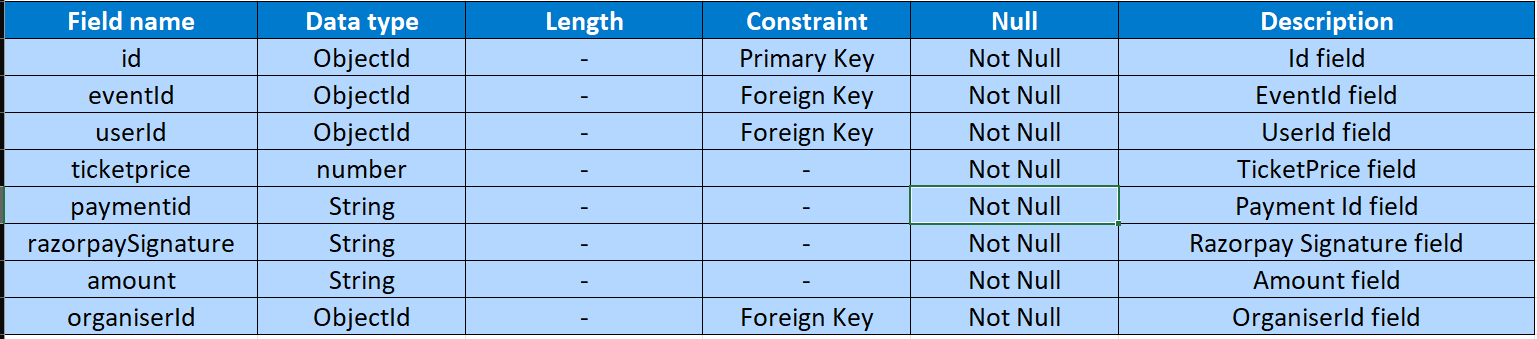 Field name Data type Length Constraint Null Description
id ObjectId - Primary Key Not Null Id field
eventId ObjectId - Foreign Key Not Null EventId field
userId ObjectId - Foreign Key Not Null UserId field
ticketprice number - - Not Null TicketPrice field
paymentid String - - Not Null Payment Id field
razorpaySignature String - - Not Null Razorpay Signature field
amount String - - Not Null Amount field
organiserId ObjectId - Foreign Key Not Null OrganiserId field